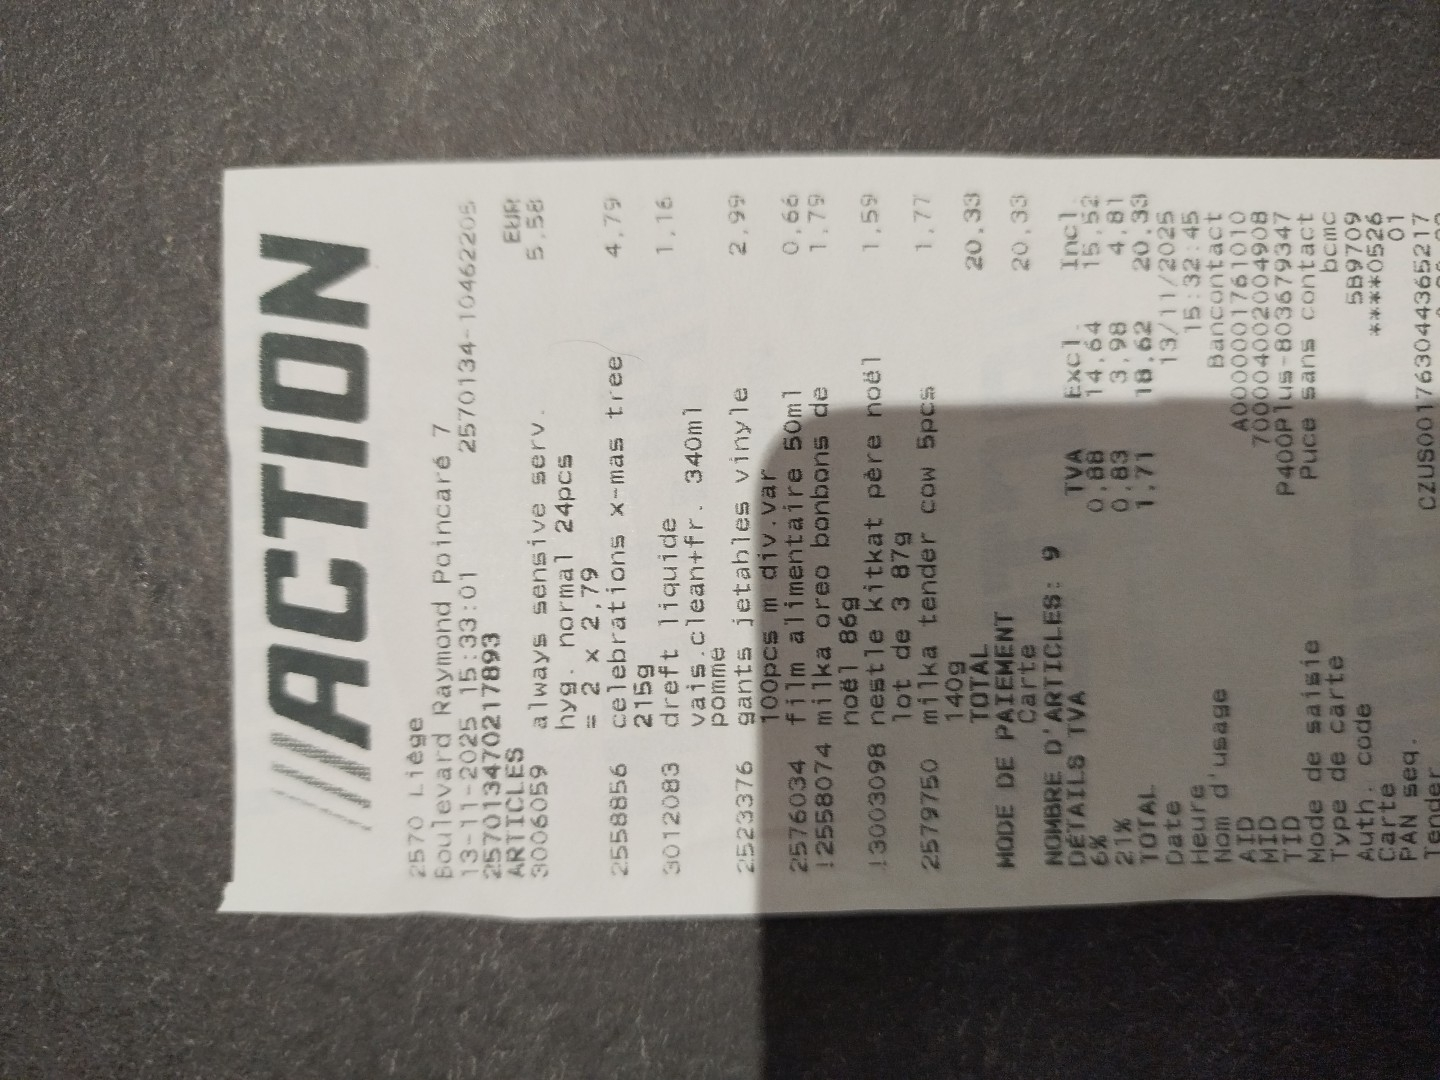 ACTION
2570 Liège
Boulevard Raymond Poincaré 7
13-11-2025 15:33:01 2570134-10462205
257013470217893
ARTICLES EUR
3006059 always sensive serv. 5,58
hyg. normal 24pcs
= 2 x 2,79
2558856 celebrations x-mas tree 4,79
215g
3012083 dreft liquide 1,16
vais.clean+fr. 340ml
pomme
2523376 gants jetables vinyle 2,99
100pcs m div.var
2576034 film alimentaire 50ml 0,66
!2558074 milka oreo bonbons de 1,79
noël 86g
!3003098 nestle kitkat père noël 1,59
lot de 3 87g
2579750 milka tender cow 5pcs 1,77
140g
TOTAL 20,33
MODE DE PAIEMENT
Carte 20,33
NOMBRE D'ARTICLES: 9
DÉTAILS TVA TVA Excl. Incl.
6% 0,88 14,64 15,52
21% 0,83 3,98 4,81
TOTAL 1,71 18,62 20,33
Date 13/11/2025
Heure 15:32:45
Nom d'usage Bancontact
AID A0000001761010
MID 700004002004908
TID P400Plus-803679347
Mode de saisie Puce sans contact
Type de carte bcmc
Auth. code 5B9709
Carte ****0526
PAN seq. 01
Tender CZUS001763044365217